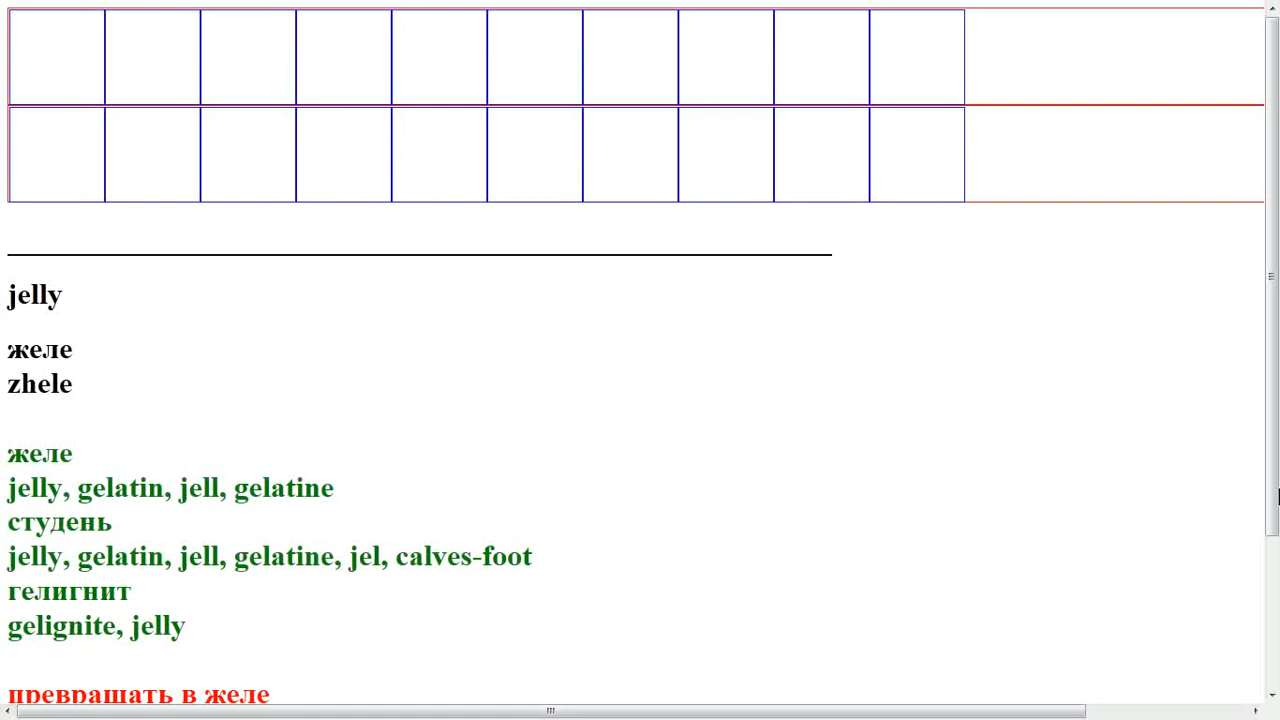 jelly
желе
zhele
желе
jelly, gelatin, jell, gelatine
студень
jelly, gelatin, jell, gelatine, jel, calves-foot
гелигнит
gelignite, jelly
превращать в желе